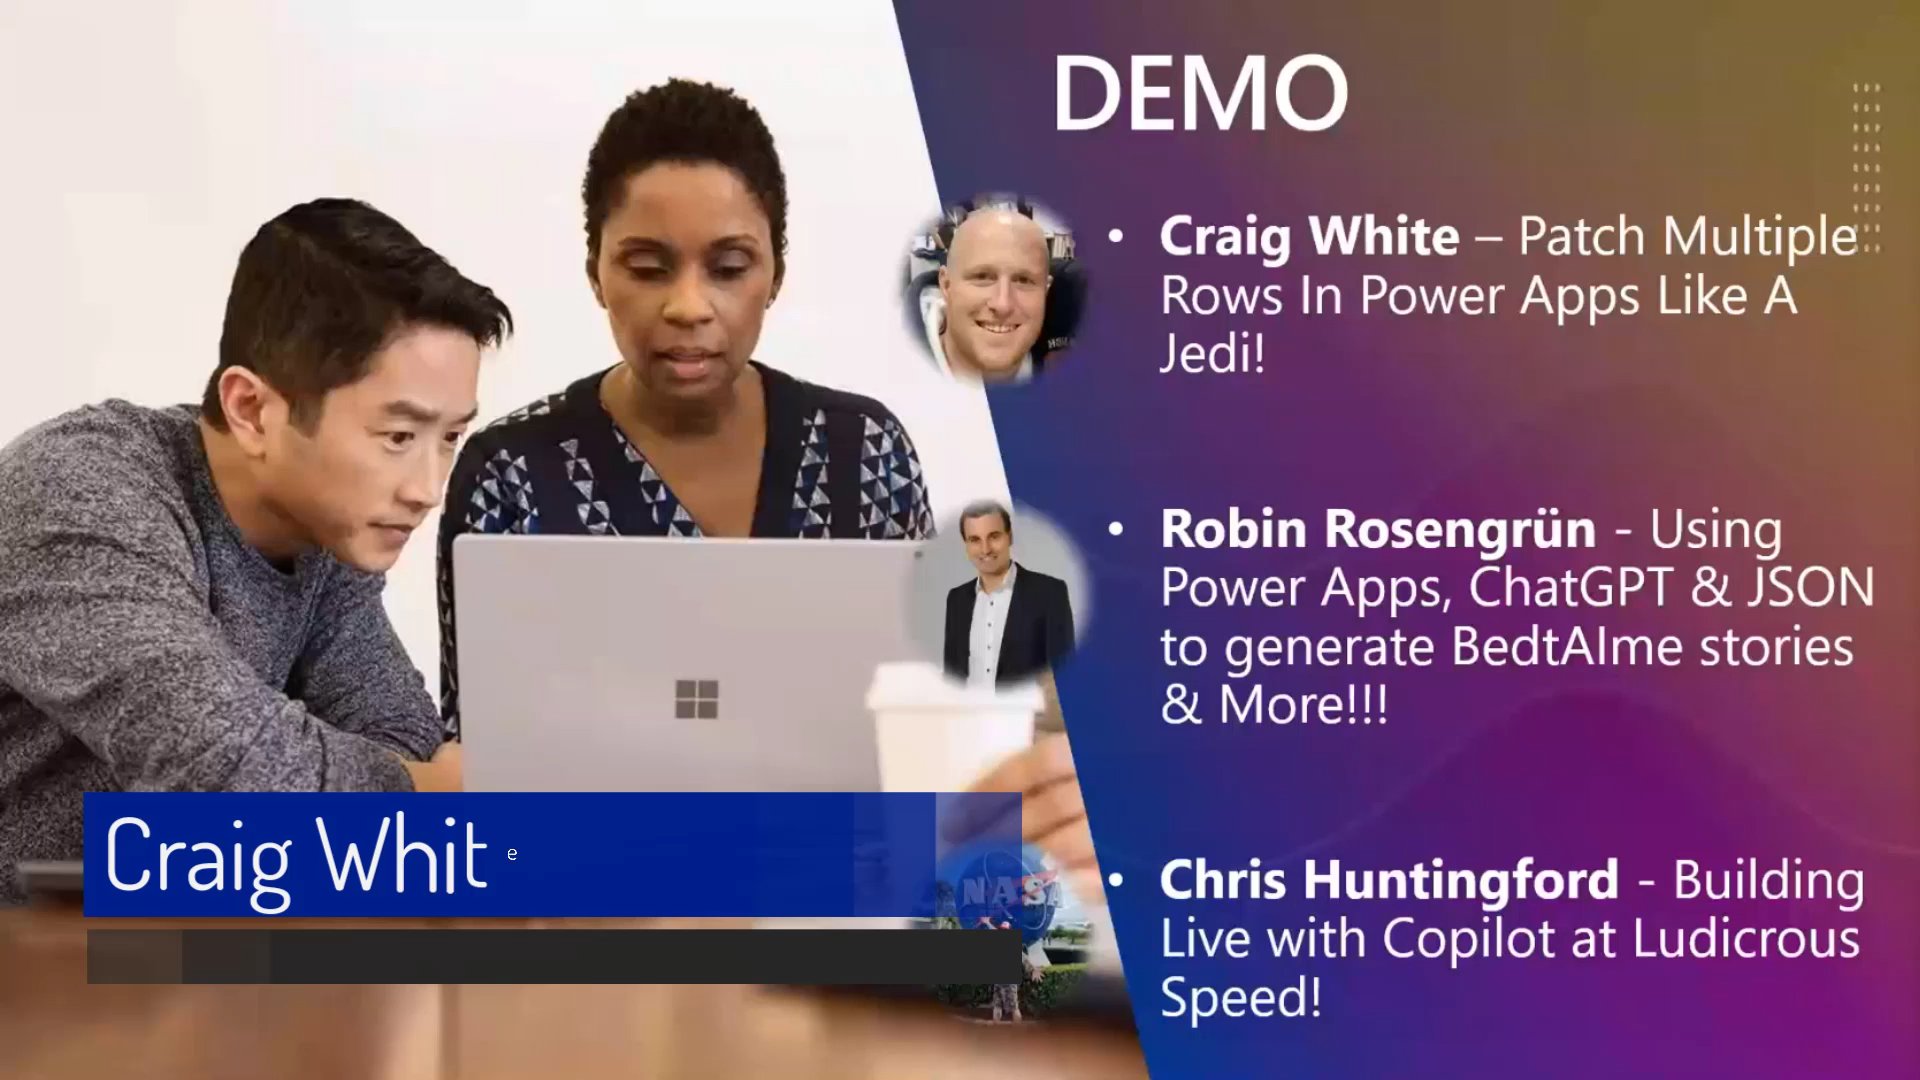 DEMO
• Craig White – Patch Multiple
Rows In Power Apps Like A
Jedi!
• Robin Rosengrün - Using
Power Apps, ChatGPT & JSON
to generate BedtAIme stories
& More!!!
• Chris Huntingford - Building
Live with Copilot at Ludicrous
Speed!
Craig White
NASA